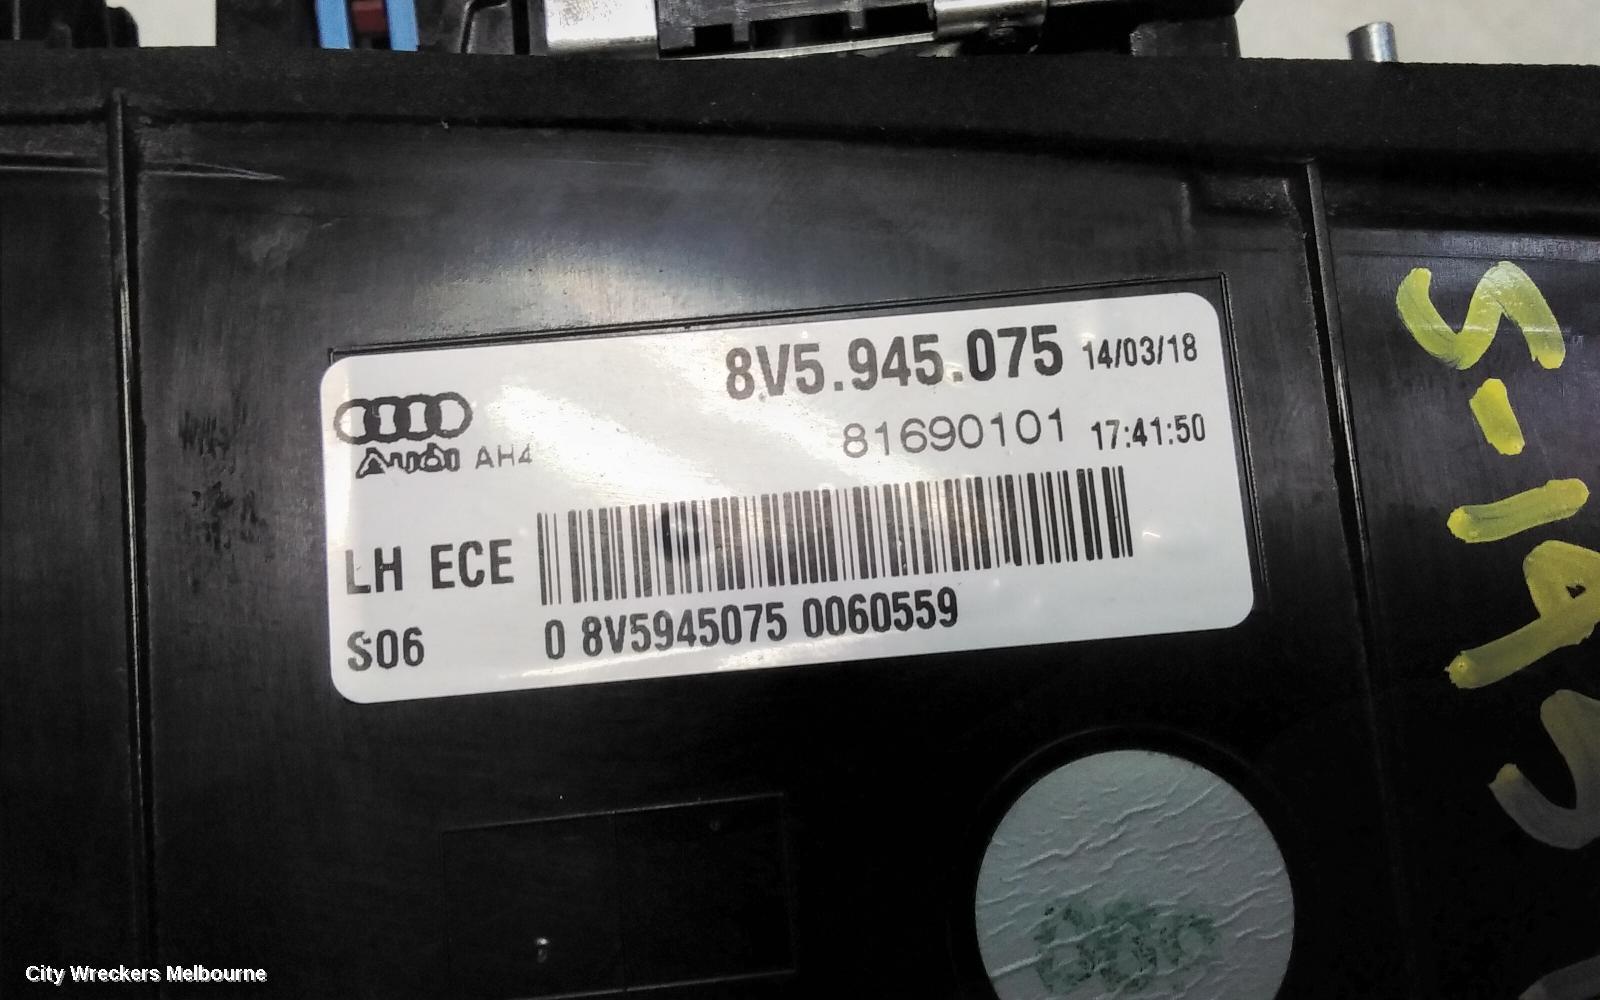 8V5.945.075 14/03/18
81690101 17:41:50
Audi AH4
LH ECE
S06
0 8V5945075 0060559
City Wreckers Melbourne